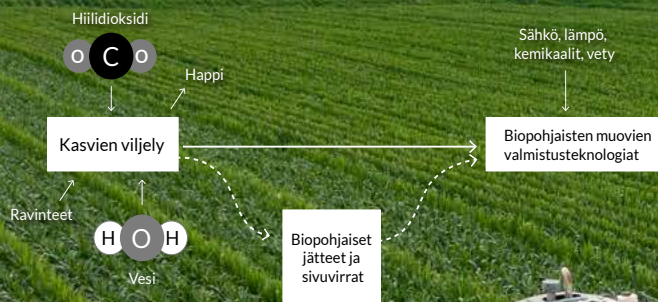 Hiilidioksidi
O C O
Happi
Sähkö, lämpö,
kemikaalit, vety
Kasvien viljely
Biopohjaisten muovien
valmistusteknologiat
Ravinteet
H O H
Vesi
Biopohjaiset
jätteet ja
sivuvirrat